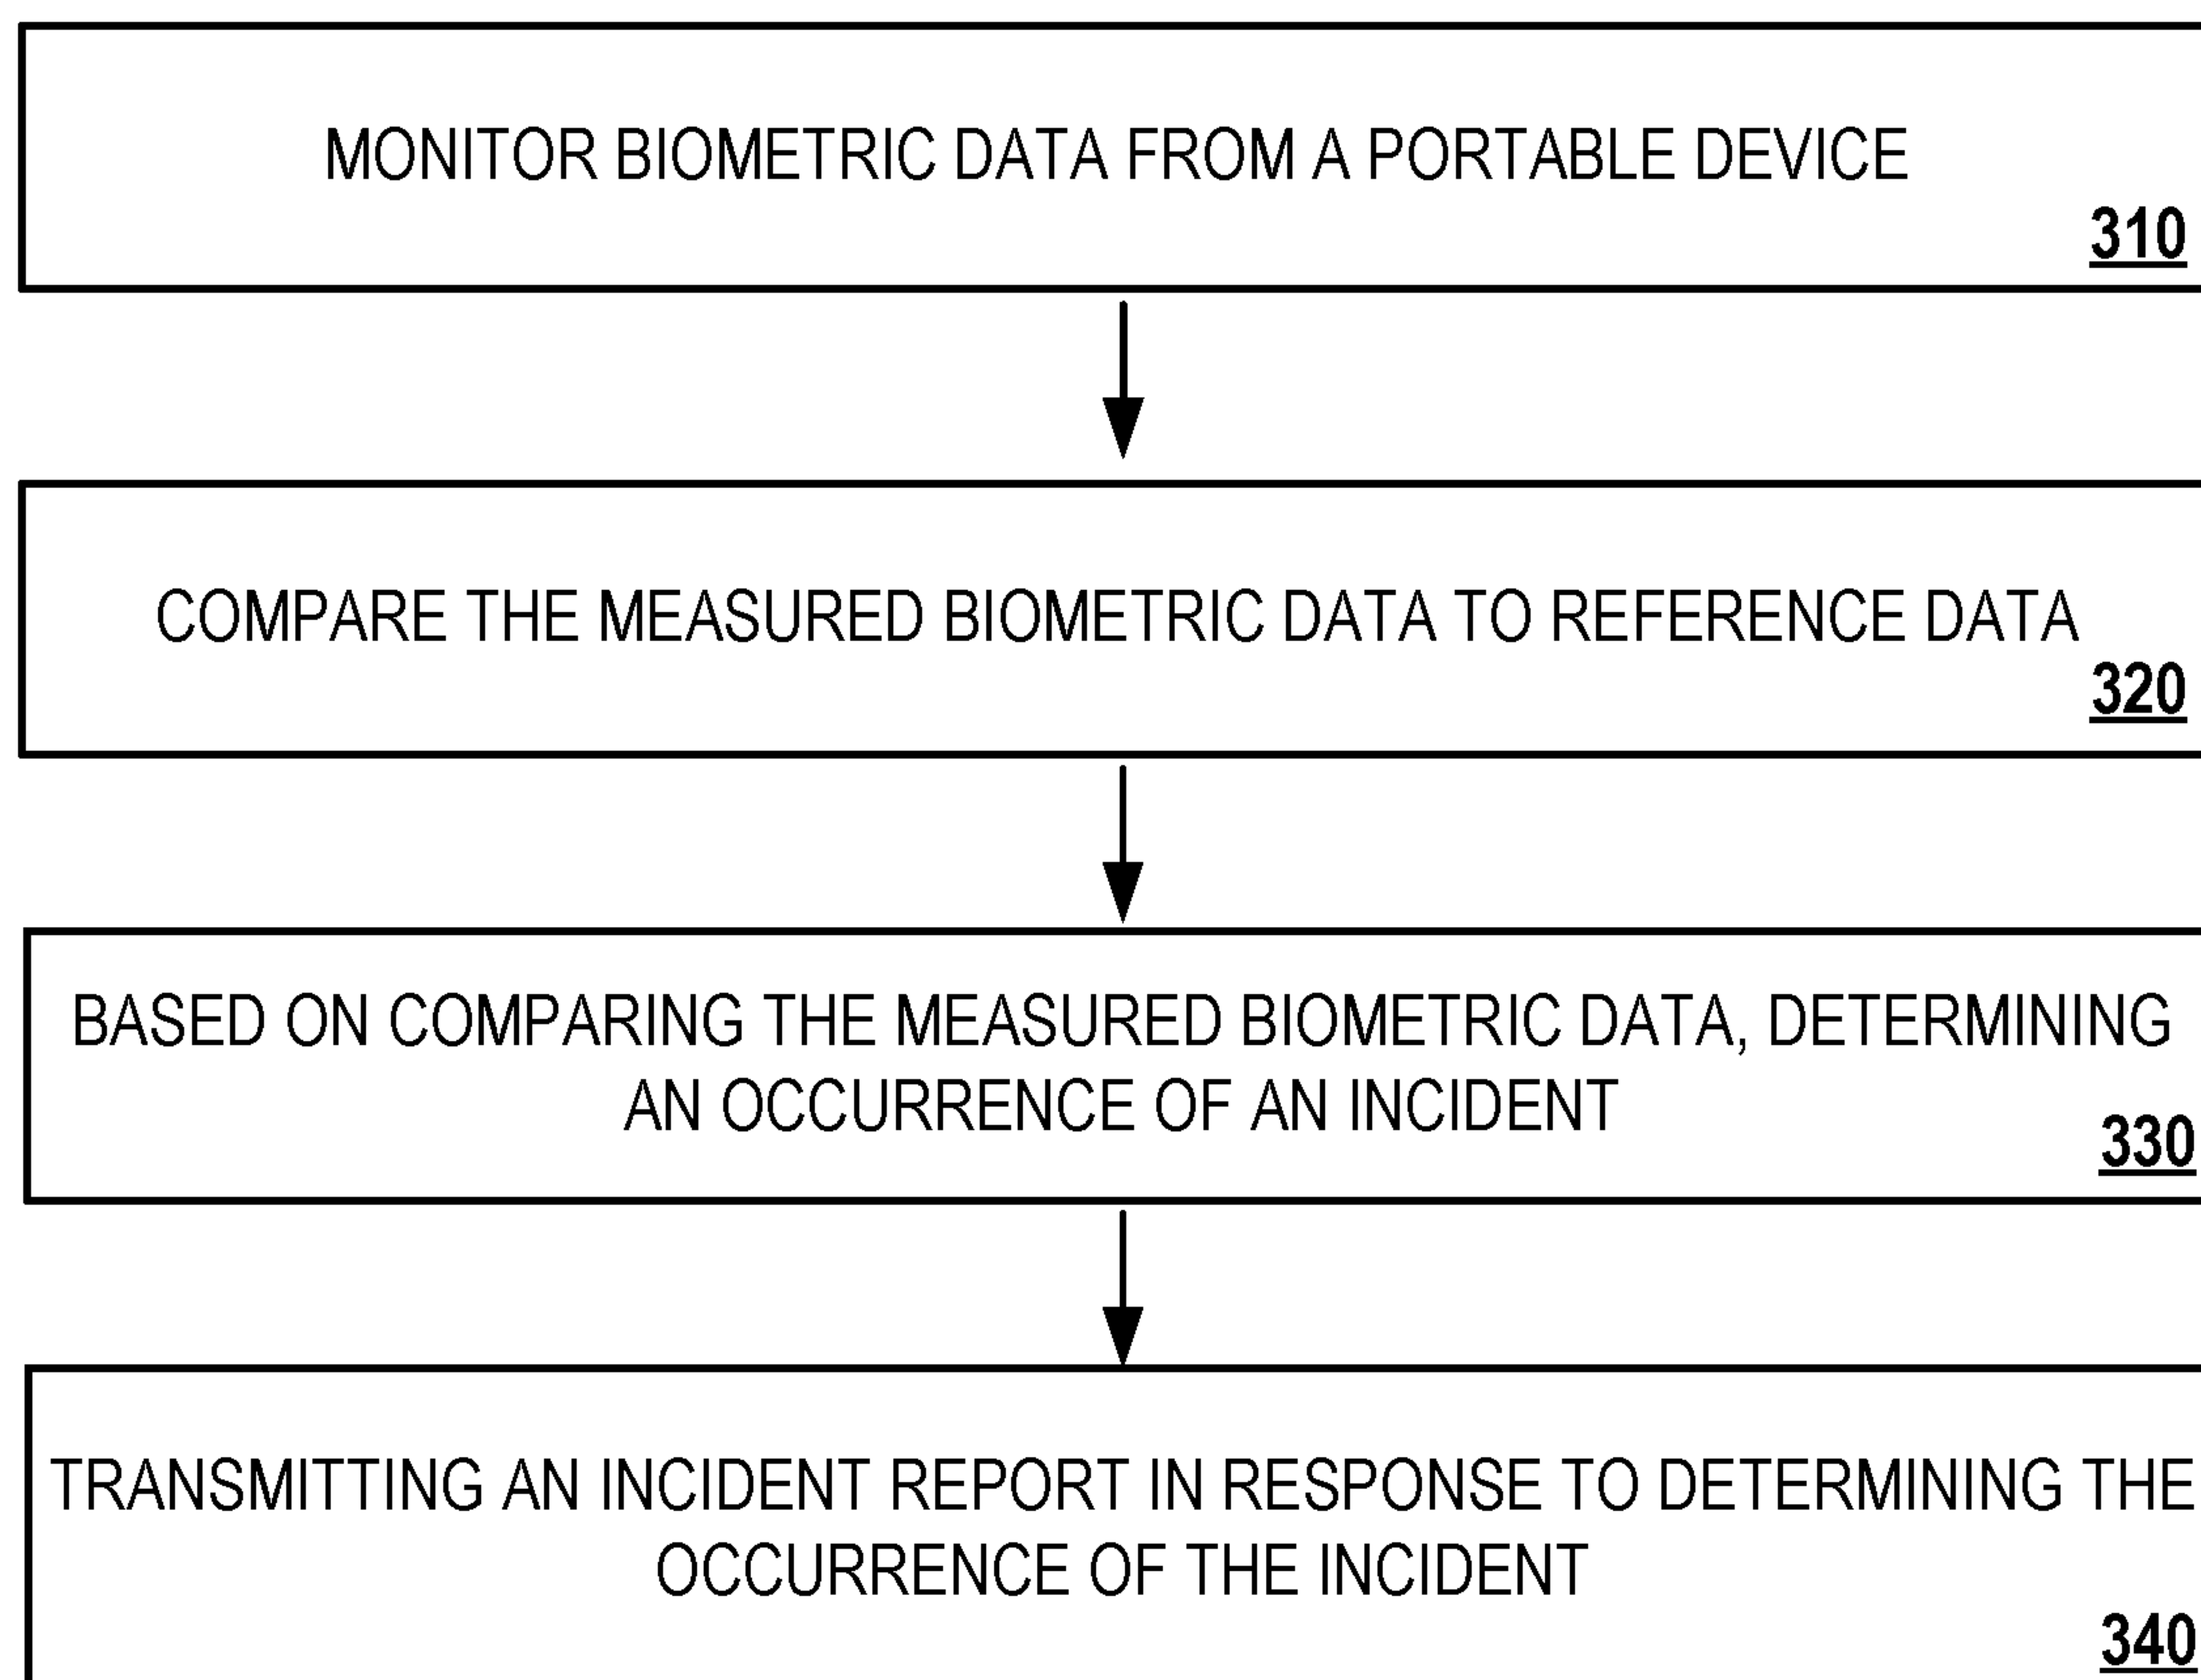 MONITOR BIOMETRIC DATA FROM A PORTABLE DEVICE
310
COMPARE THE MEASURED BIOMETRIC DATA TO REFERENCE DATA
320
BASED ON COMPARING THE MEASURED BIOMETRIC DATA, DETERMINING
AN OCCURRENCE OF AN INCIDENT
330
TRANSMITTING AN INCIDENT REPORT IN RESPONSE TO DETERMINING THE
OCCURRENCE OF THE INCIDENT
340